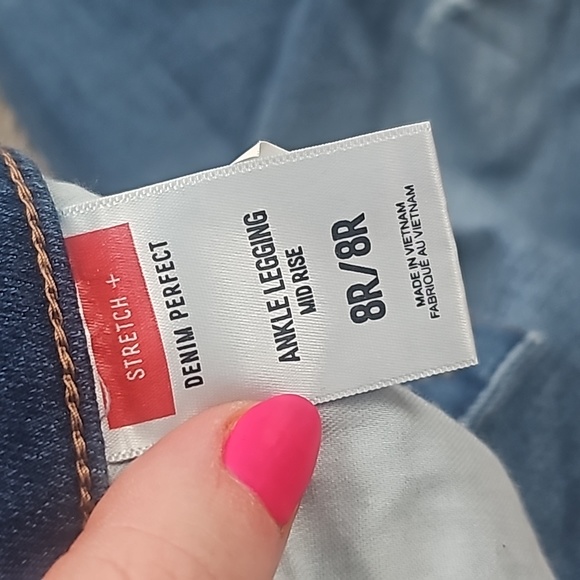 STRETCH +
DENIM PERFECT
ANKLE LEGGING
MID RISE
8R/8R
MADE IN VIETNAM
FABRIQUÉ AU VIETNAM